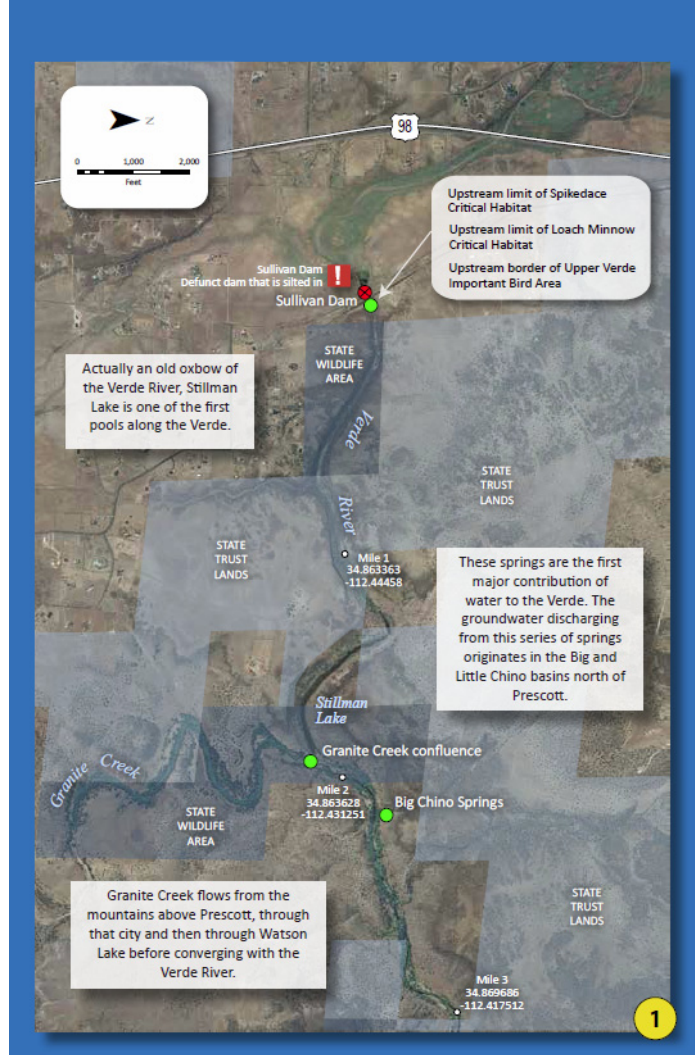 98
N
0 1,000 2,000
Feet
Upstream limit of Spikedace
Critical Habitat
Upstream limit of Loach Minnow
Critical Habitat
Upstream border of Upper Verde
Important Bird Area
Sullivan Dam
Defunct dam that is silted in
!
Sullivan Dam
STATE
WILDLIFE
AREA
Actually an old oxbow of
the Verde River, Stillman
Lake is one of the first
pools along the Verde.
Verde
River
STATE
TRUST
LANDS
STATE
TRUST
LANDS
Mile 1
34.863363
-112.44458
These springs are the first
major contribution of
water to the Verde. The
groundwater discharging
from this series of springs
originates in the Big and
Little Chino basins north of
Prescott.
Stillman
Lake
Granite Creek confluence
Granite Creek
Mile 2
34.863628
-112.431251
Big Chino Springs
STATE
WILDLIFE
AREA
Granite Creek flows from the
mountains above Prescott, through
that city and then through Watson
Lake before converging with the
Verde River.
STATE
TRUST
LANDS
Mile 3
34.869686
-112.417512
1